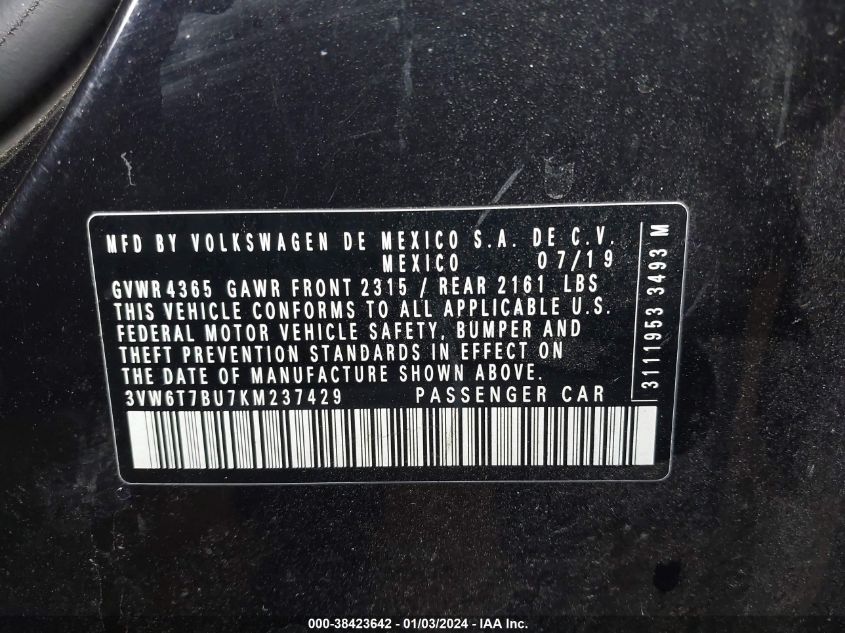 MFD BY VOLKSWAGEN DE MEXICO S.A. DE C.V.
MEXICO 07/19
GVWR 4365 GAWR FRONT 2315 / REAR 2161 LBS
THIS VEHICLE CONFORMS TO ALL APPLICABLE U.S.
FEDERAL MOTOR VEHICLE SAFETY, BUMPER AND
THEFT PREVENTION STANDARDS IN EFFECT ON
THE DATE OF MANUFACTURE SHOWN ABOVE.
3VW6T7BU7KM237429 PASSENGER CAR
3111953 3493 M
000-38423642 - 01/03/2024 - IAA Inc.